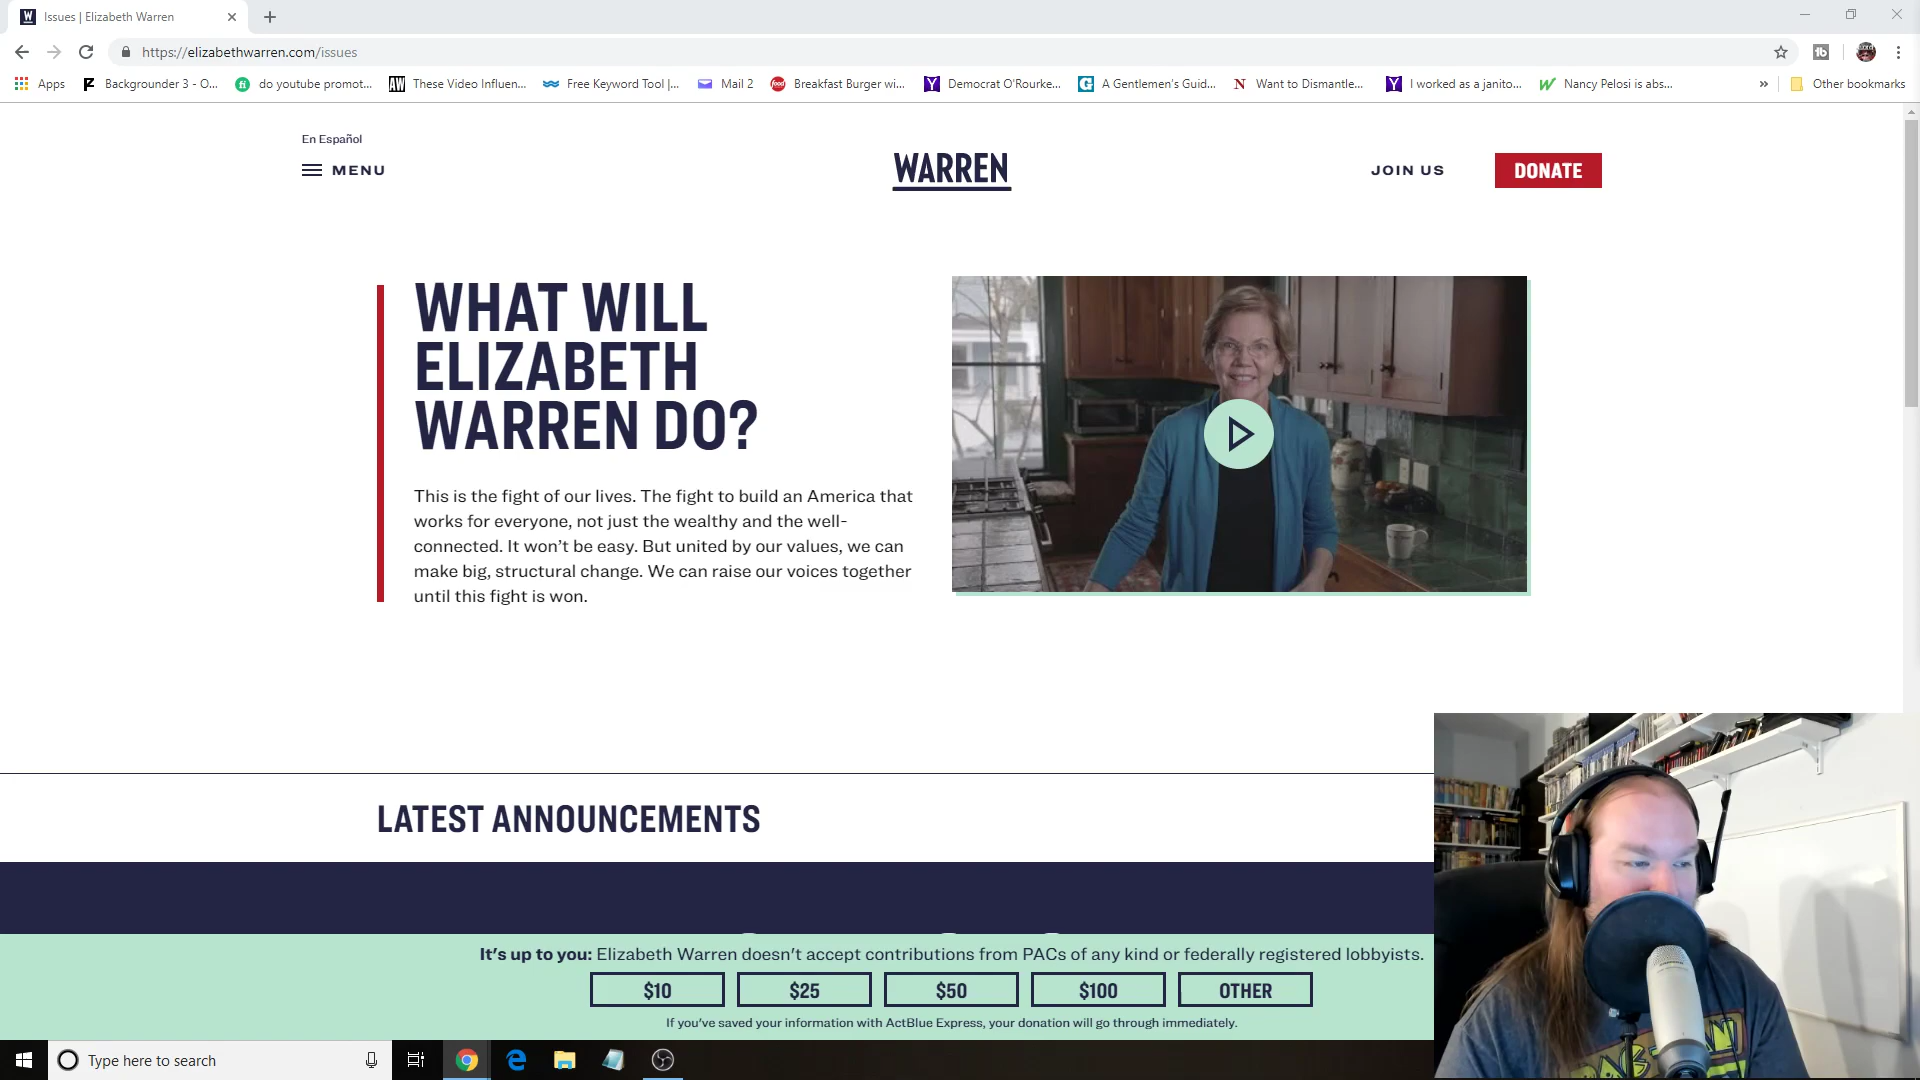 Issues | Elizabeth Warren
https://elizabethwarren.com/issues
Apps
Backgrounder 3 - O...
do youtube promot...
AW These Video Influen...
Free Keyword Tool |...
Mail 2
food Breakfast Burger wi...
Y Democrat O'Rourke...
G A Gentlemen's Guid...
N Want to Dismantle...
Y I worked as a janito...
Nancy Pelosi is abs...
»
Other bookmarks
En Español
MENU
WARREN
JOIN US
DONATE
WHAT WILL
ELIZABETH
WARREN DO?
This is the fight of our lives. The fight to build an America that
works for everyone, not just the wealthy and the well-
connected. It won't be easy. But united by our values, we can
make big, structural change. We can raise our voices together
until this fight is won.
LATEST ANNOUNCEMENTS
It's up to you: Elizabeth Warren doesn't accept contributions from PACs of any kind or federally registered lobbyists.
$10
$25
$50
$100
OTHER
If you've saved your information with ActBlue Express, your donation will go through immediately.
Type here to search